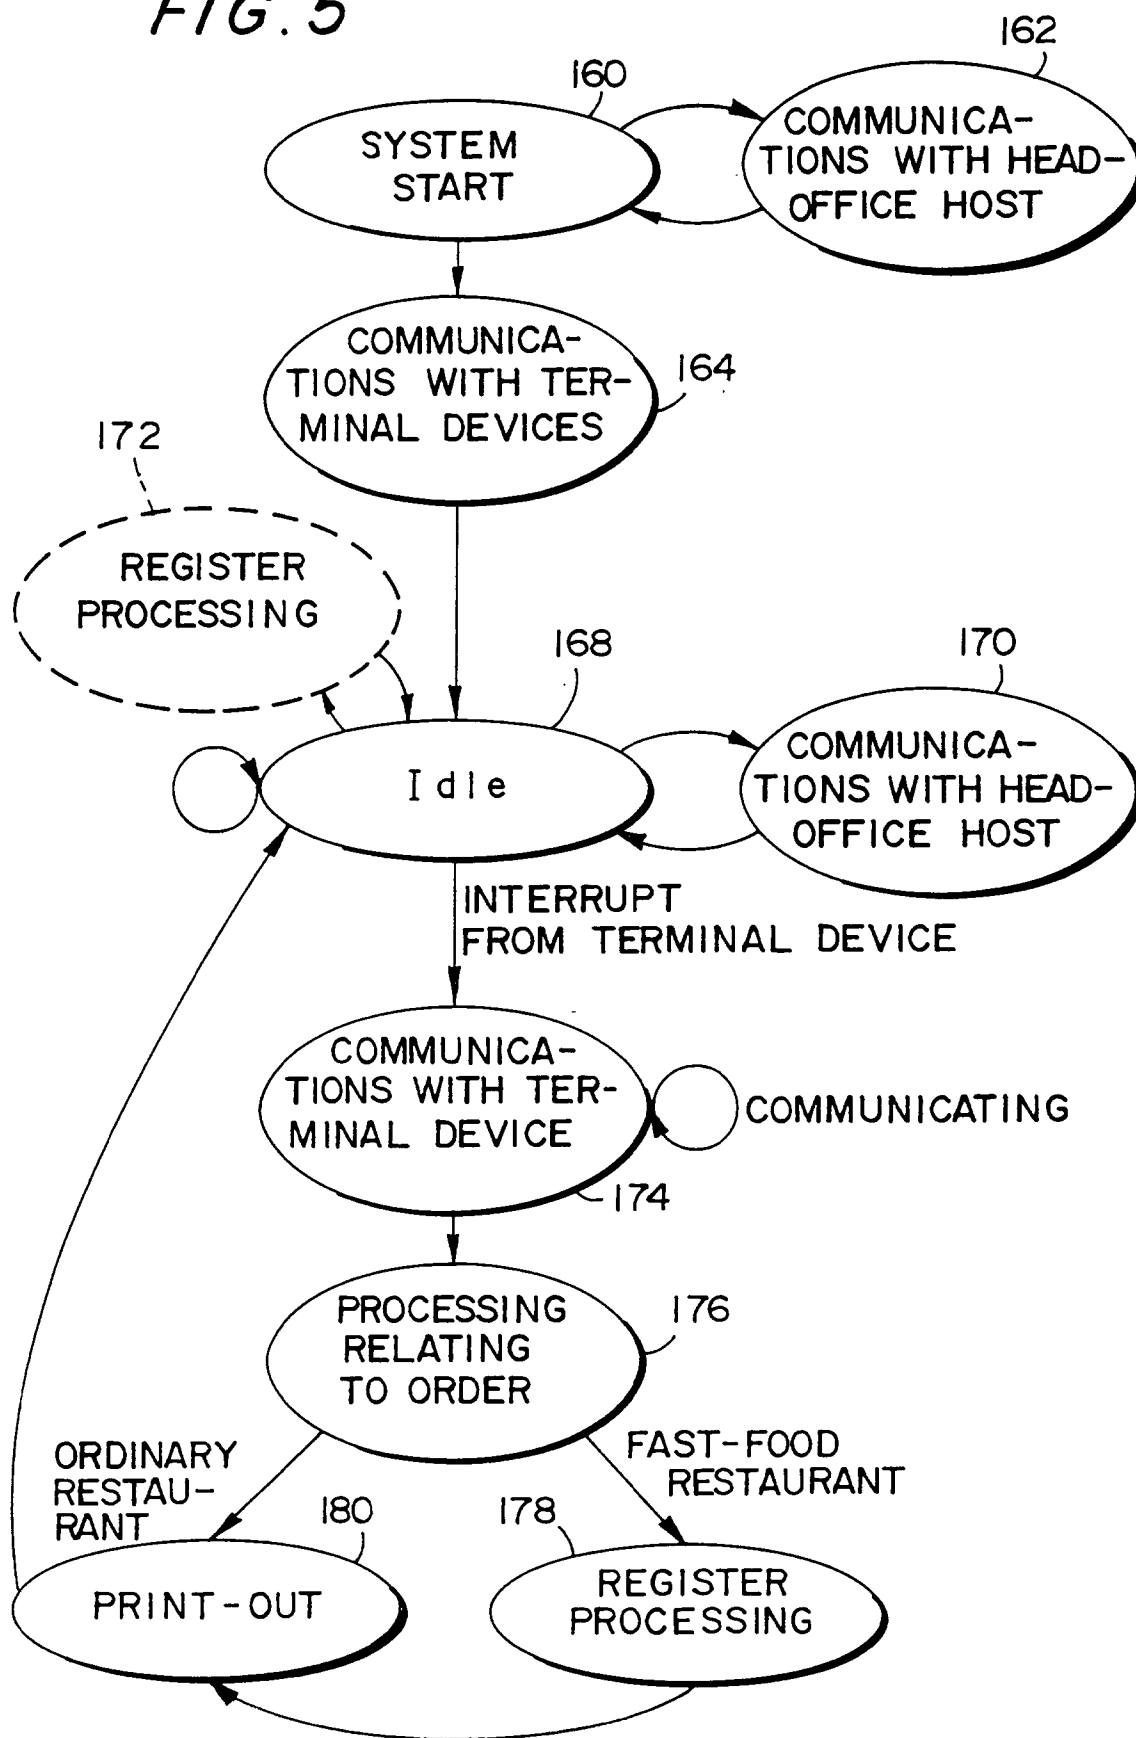 FIG. 5
162
160
COMMUNICA-
TIONS WITH HEAD-
OFFICE HOST
SYSTEM
START
COMMUNICA-
TIONS WITH TER-
MINAL DEVICES
164
172
REGISTER
PROCESSING
168
170
Idle
COMMUNICA-
TIONS WITH HEAD-
OFFICE HOST
INTERRUPT
FROM TERMINAL DEVICE
COMMUNICA-
TIONS WITH TER-
MINAL DEVICE
COMMUNICATING
174
PROCESSING
RELATING
TO ORDER
176
ORDINARY
RESTAU-
RANT
FAST-FOOD
RESTAURANT
180
178
PRINT-OUT
REGISTER
PROCESSING